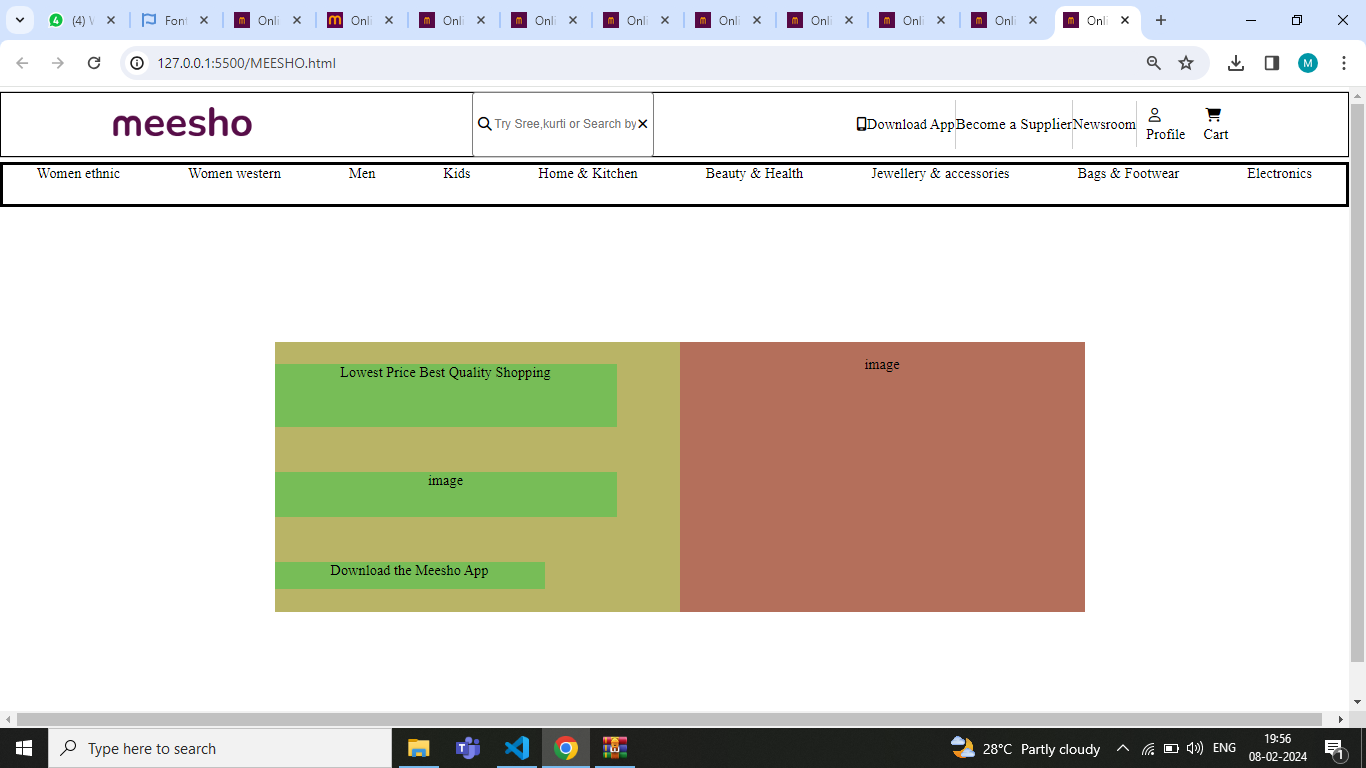 (4) W
Font
Onli
Onli
Onli
Onli
Onli
Onli
Onli
Onli
Onli
Onli
127.0.0.1:5500/MEESHO.html
M
meesho
Try Sree,kurti or Search by
Download App
Become a Supplier
Newsroom
Profile
Cart
Women ethnic
Women western
Men
Kids
Home & Kitchen
Beauty & Health
Jewellery & accessories
Bags & Footwear
Electronics
Lowest Price Best Quality Shopping
image
image
Download the Meesho App
Type here to search
28°C Partly cloudy
ENG
19:56
08-02-2024
1